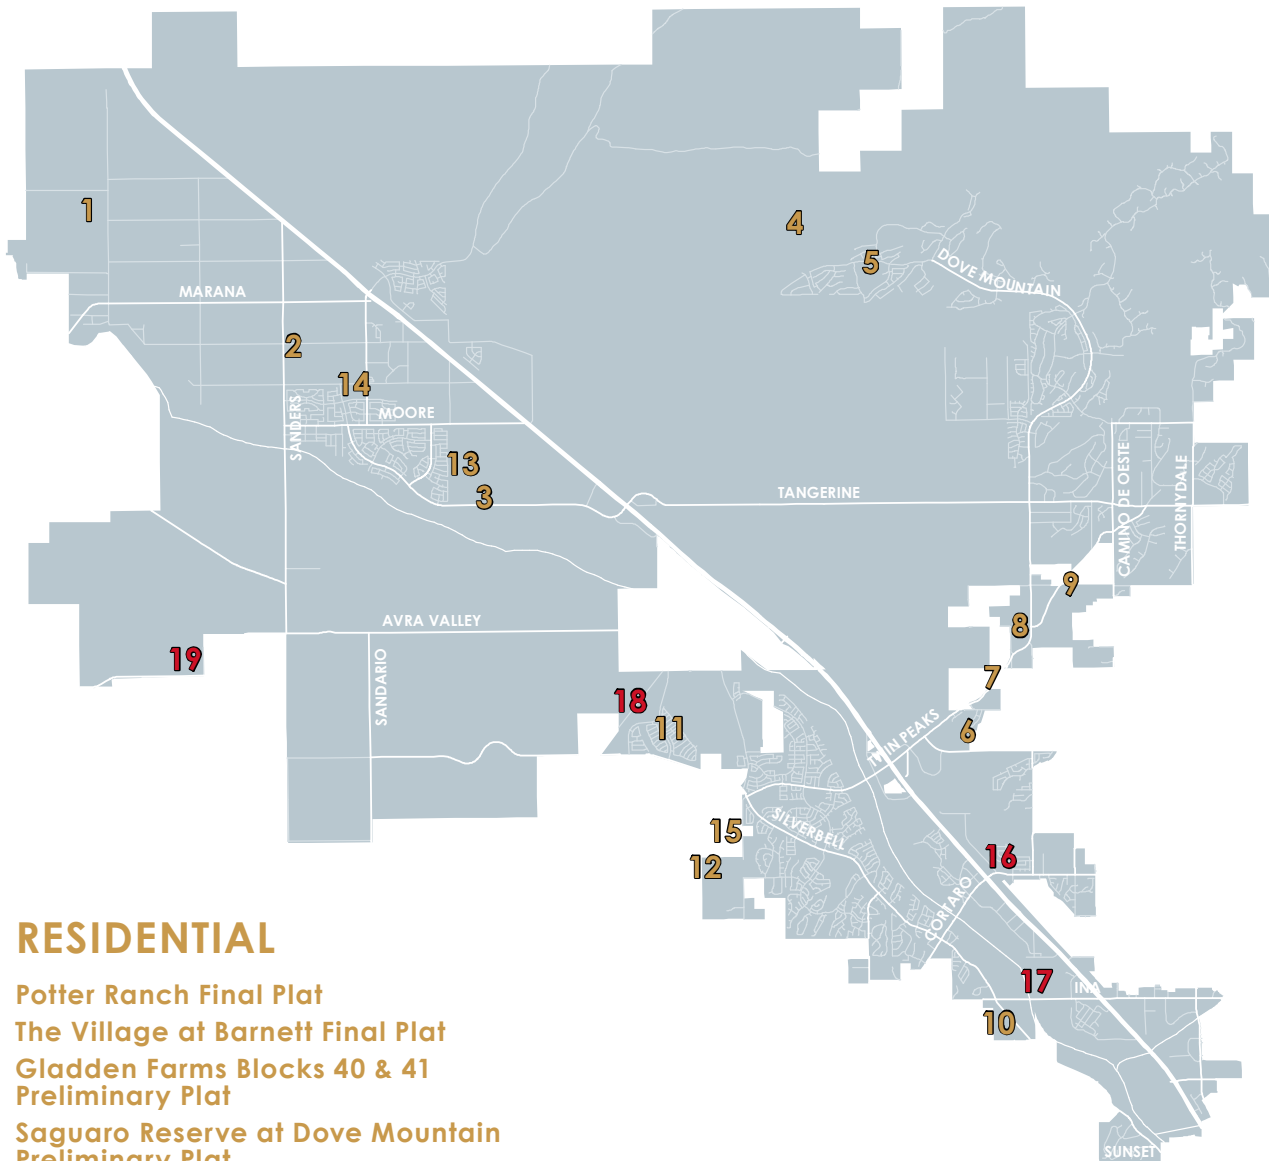 1
4
5
DOVE MOUNTAIN
MARANA
2
14
MOORE
SANDERS
13
3
TANGERINE
CAMINO DE OESTE
THORNYDALE
9
8
AVRA VALLEY
19
SANDARIO
7
18
11
6
TWIN PEAKS
15
SILVERBELL
12
16
CORTARO
17
INA
10
SUNSET
RESIDENTIAL
Potter Ranch Final Plat
The Village at Barnett Final Plat
Gladden Farms Blocks 40 & 41
Preliminary Plat
Saguaro Reserve at Dove Mountain
Preliminary Plat